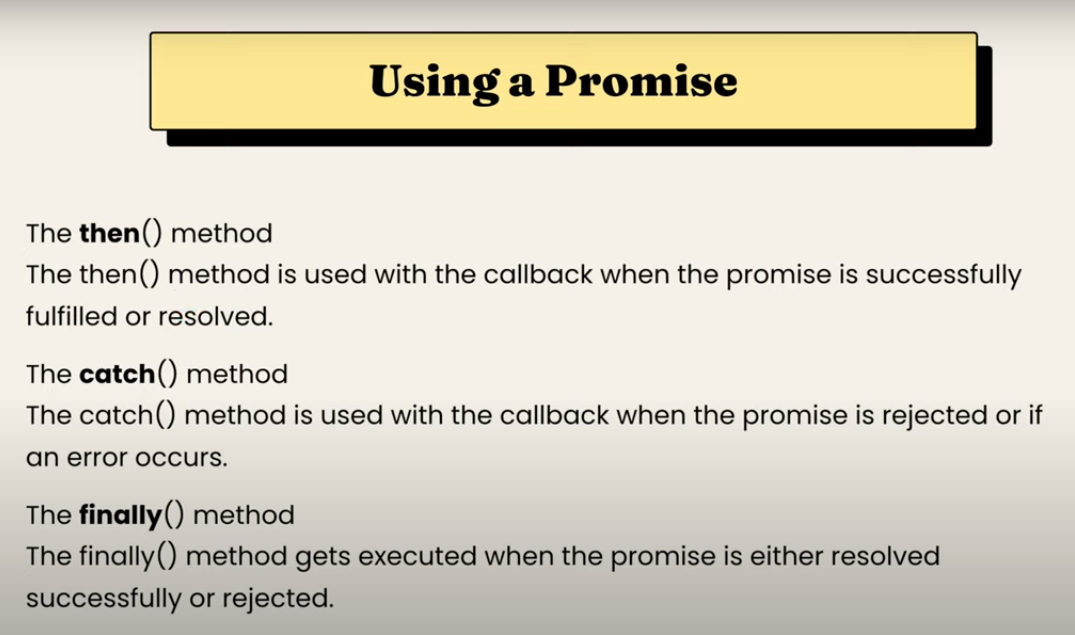 Using a Promise
The then() method
The then() method is used with the callback when the promise is successfully
fulfilled or resolved.
The catch() method
The catch() method is used with the callback when the promise is rejected or if
an error occurs.
The finally() method
The finally() method gets executed when the promise is either resolved
successfully or rejected.